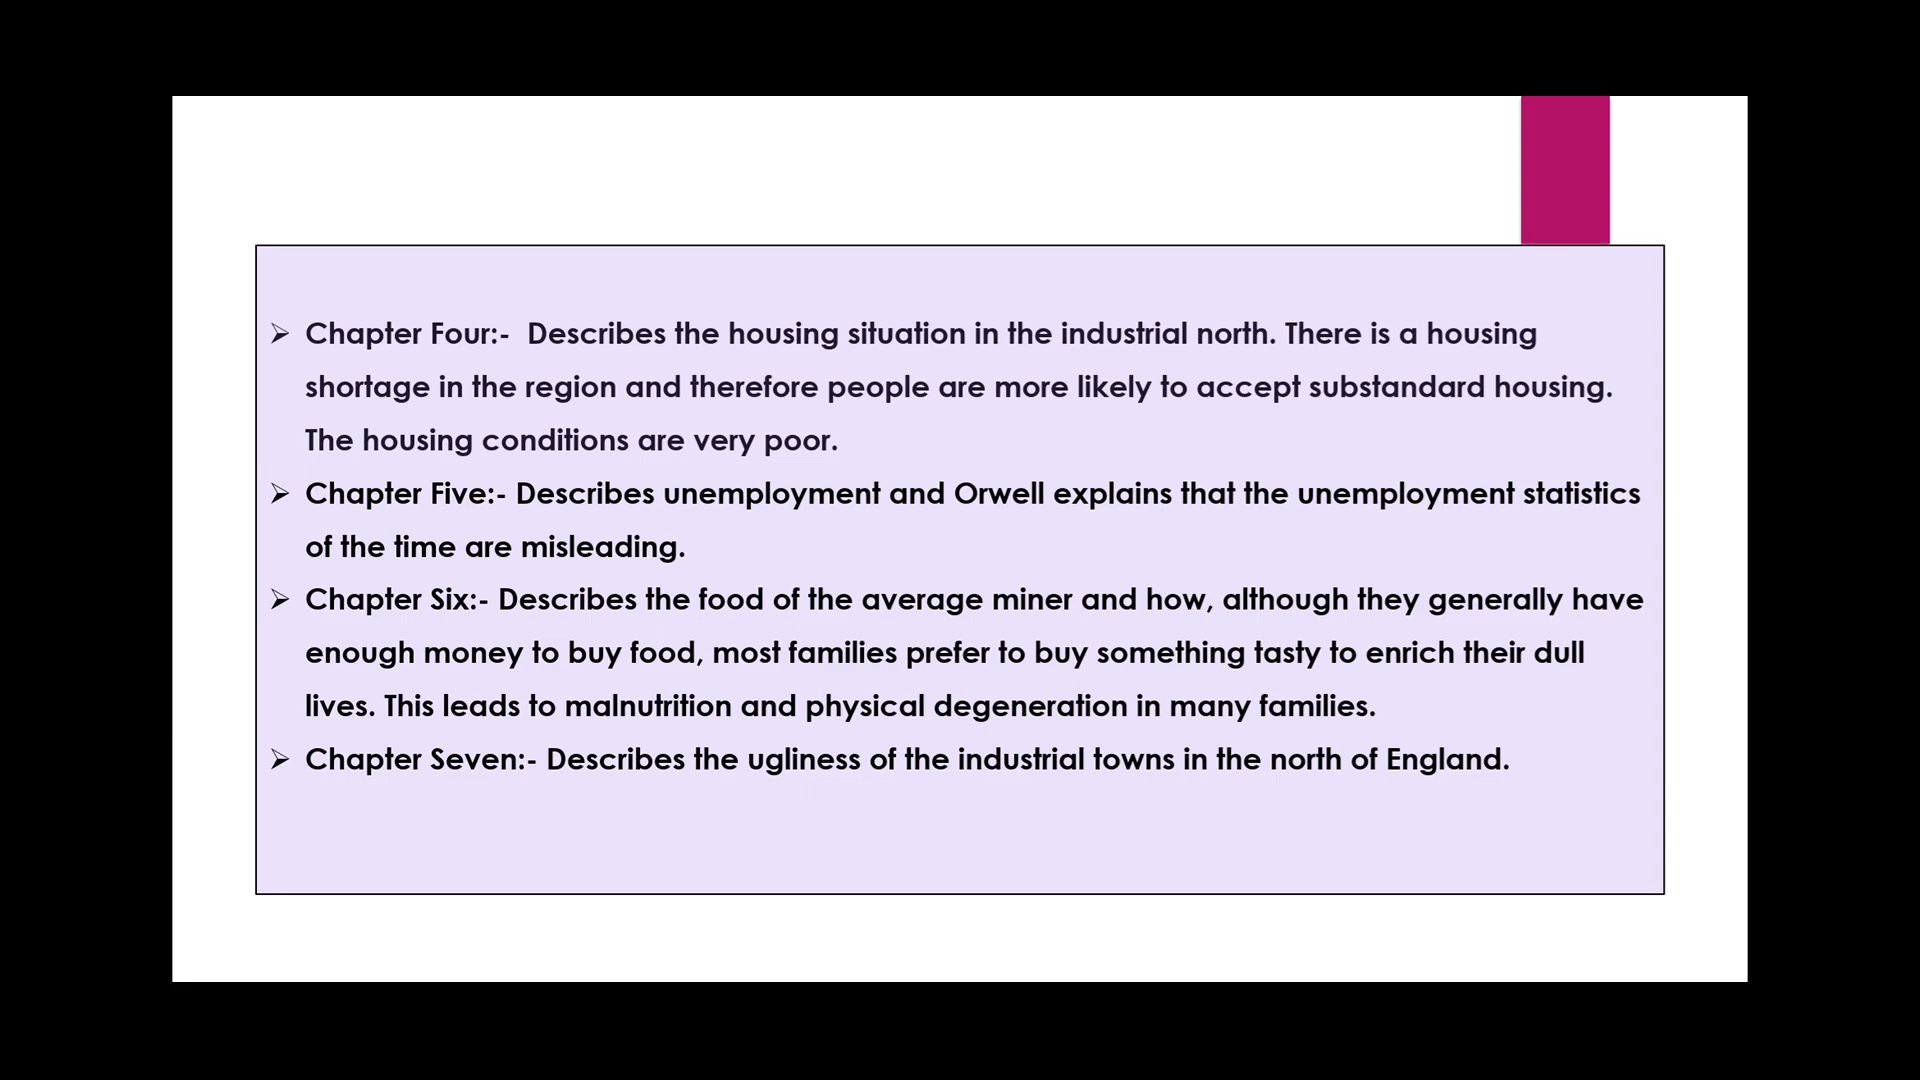 ➢ Chapter Four:-  Describes the housing situation in the industrial north. There is a housing
shortage in the region and therefore people are more likely to accept substandard housing.
The housing conditions are very poor.
➢ Chapter Five:- Describes unemployment and Orwell explains that the unemployment statistics
of the time are misleading.
➢ Chapter Six:- Describes the food of the average miner and how, although they generally have
enough money to buy food, most families prefer to buy something tasty to enrich their dull
lives. This leads to malnutrition and physical degeneration in many families.
➢ Chapter Seven:- Describes the ugliness of the industrial towns in the north of England.